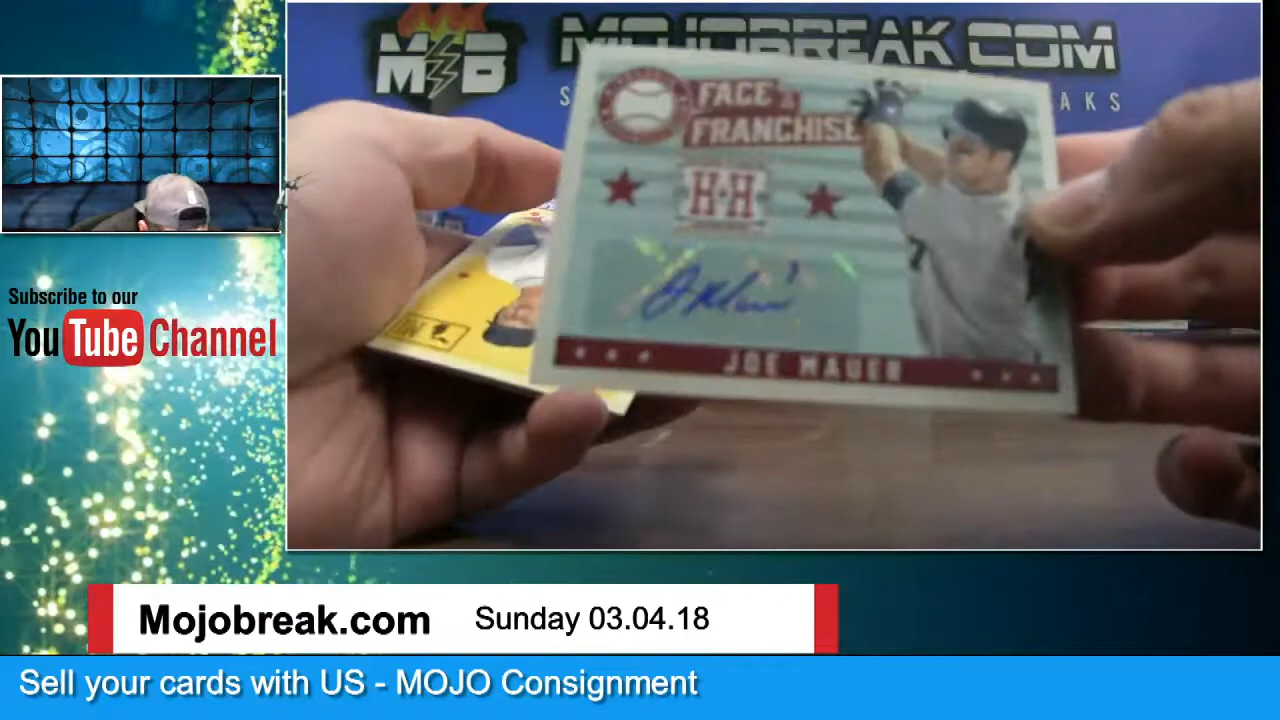 MB
MOJOBREAK.COM
AKS
FACE
FRANCHISE
H H
JOE MAUER
Subscribe to our
YouTube Channel
Mojobreak.com Sunday 03.04.18
Sell your cards with US - MOJO Consignment